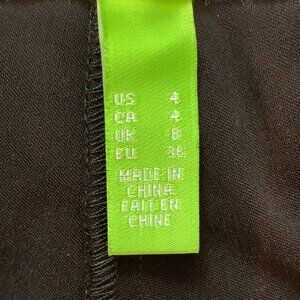 US 4
CA 4
UK 8
EU 36
MADE IN
CHINA
FAIT EN
CHINE